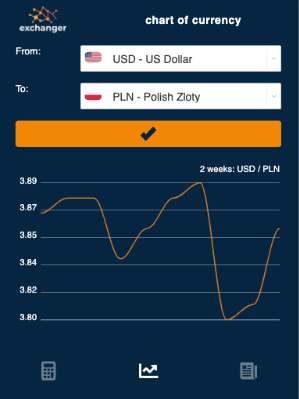 exchanger
chart of currency
From:
USD - US Dollar
To:
PLN - Polish Zloty
2 weeks: USD / PLN
3.89
3.87
3.85
3.84
3.82
3.80